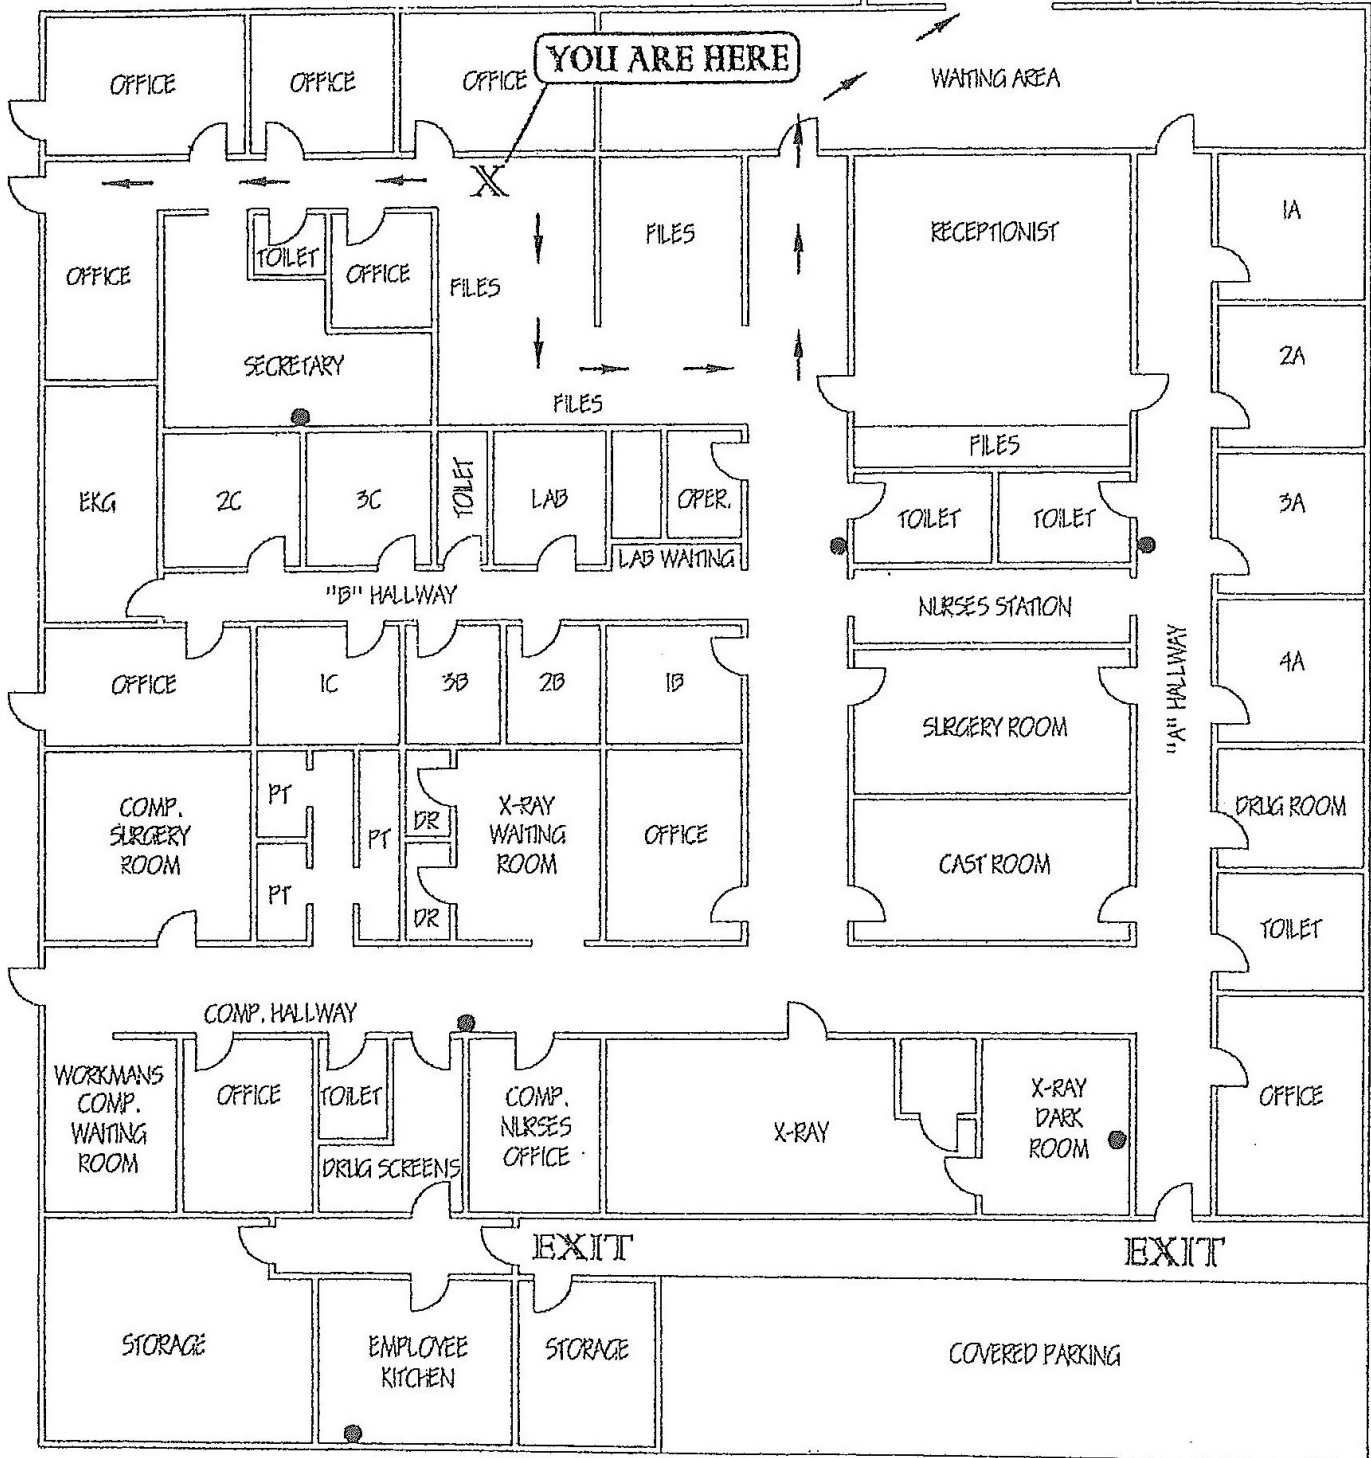 YOU ARE HERE
OFFICE
OFFICE
OFFICE
WAITING AREA
X
1A
FILES
RECEPTIONIST
TOILET
OFFICE
OFFICE
FILES
2A
SECRETARY
FILES
FILES
EKG
2C
3C
TOILET
LAB
OPER.
TOILET
TOILET
3A
LAB WAITING
"B" HALLWAY
NURSES STATION
"A" HALLWAY
4A
OFFICE
1C
3B
2B
1B
SURGERY ROOM
PT
COMP.
SURGERY
ROOM
PT
PT
DR
DR
X-RAY
WAITING
ROOM
OFFICE
CAST ROOM
DRUG ROOM
TOILET
COMP. HALLWAY
WORKMANS
COMP.
WAITING
ROOM
OFFICE
TOILET
DRUG SCREENS
COMP.
NURSES
OFFICE
X-RAY
X-RAY
DARK
ROOM
OFFICE
EXIT
EXIT
STORAGE
EMPLOYEE
KITCHEN
STORAGE
COVERED PARKING